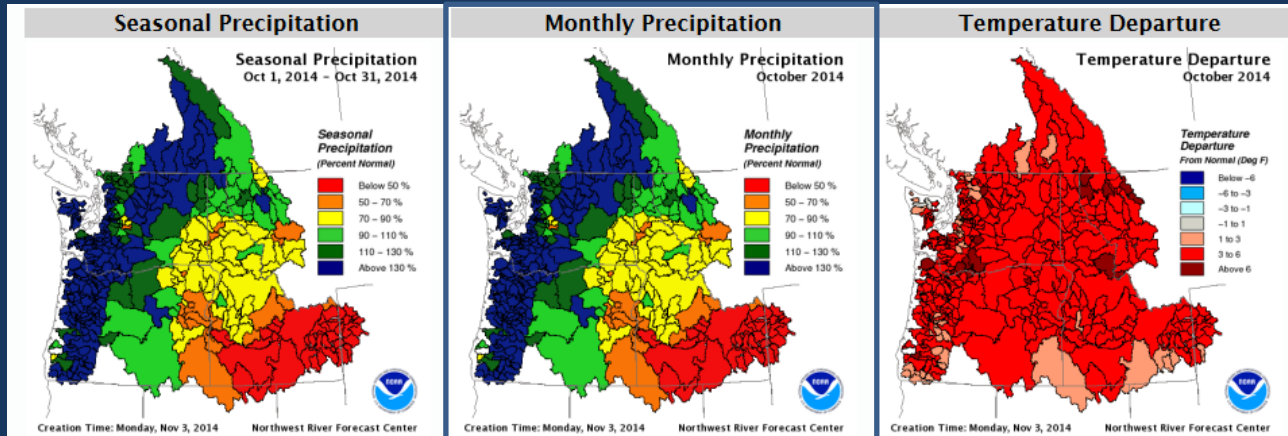 Seasonal Precipitation
Seasonal Precipitation
Oct 1, 2014 – Oct 31, 2014
Seasonal
Precipitation
(Percent Normal)
Below 50 %
50 – 70 %
70 – 90 %
90 – 110 %
110 – 130 %
Above 130 %
NOAA
Creation Time: Monday, Nov 3, 2014 Northwest River Forecast Center
Monthly Precipitation
Monthly Precipitation
October 2014
Monthly
Precipitation
(Percent Normal)
Below 50 %
50 – 70 %
70 – 90 %
90 – 110 %
110 – 130 %
Above 130 %
NOAA
Creation Time: Monday, Nov 3, 2014 Northwest River Forecast Center
Temperature Departure
Temperature Departure
October 2014
Temperature
Departure
From Normal (Deg F)
Below −6
−6 to −3
−3 to −1
−1 to 1
1 to 3
3 to 6
Above 6
NOAA
Creation Time: Monday, Nov 3, 2014 Northwest River Forecast Center